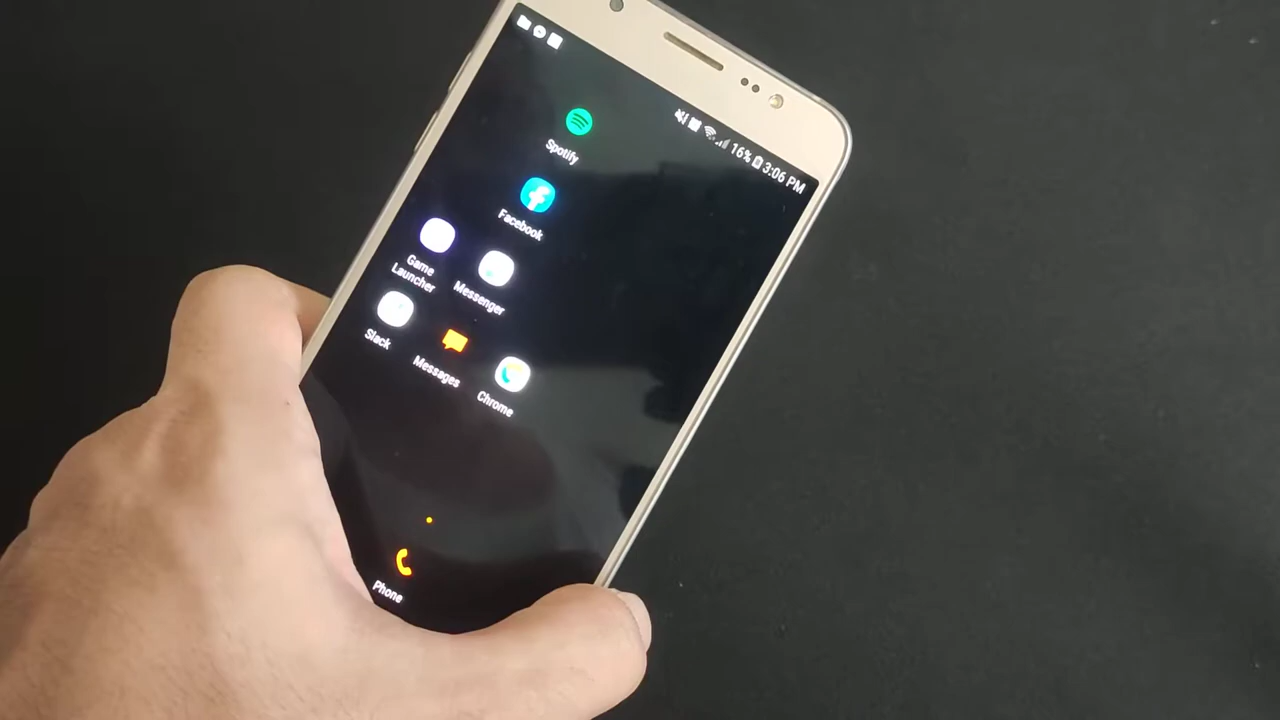 16% 3:06 PM
Spotify
Facebook
Game
Launcher
Messenger
Slack
Messages
Chrome
Phone